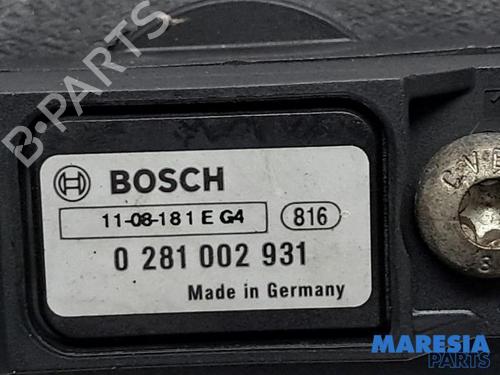 B-PARTS
BOSCH
11-08-181 E G4
816
0 281 002 931
Made in Germany
MARESIA
PARTS